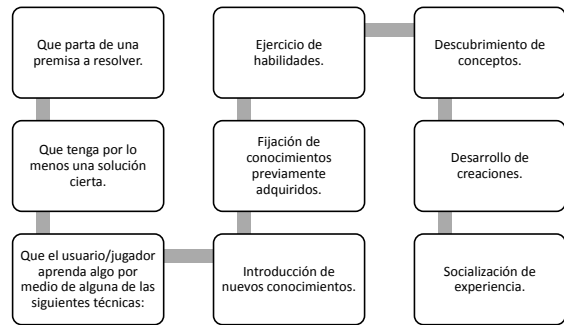 Que parta de una
premisa a resolver.
Que tenga por lo
menos una solución
cierta.
Que el usuario/jugador
aprenda algo por
medio de alguna de las
siguientes técnicas:
Introducción de
nuevos conocimientos.
Fijación de
conocimientos
previamente
adquiridos.
Ejercicio de
habilidades.
Descubrimiento de
conceptos.
Desarrollo de
creaciones.
Socialización de
experiencia.